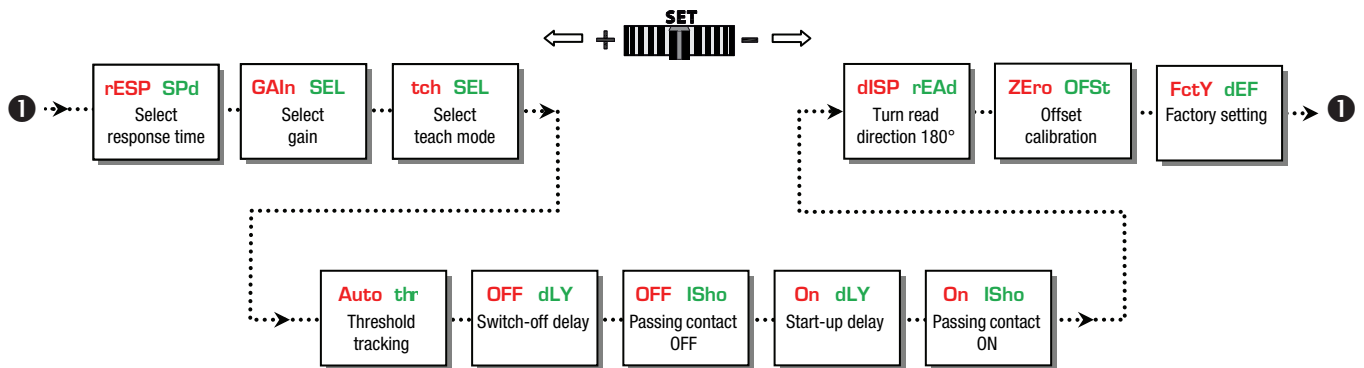 SET
+ -
❶
rESP SPd
Select
response time
GAIn SEL
Select
gain
tch SEL
Select
teach mode
dISP rEAd
Turn read
direction 180°
ZEro OFSt
Offset
calibration
FctY dEF
Factory setting
❶
Auto thr
Threshold
tracking
OFF dLY
Switch-off delay
OFF ISho
Passing contact
OFF
On dLY
Start-up delay
On ISho
Passing contact
ON